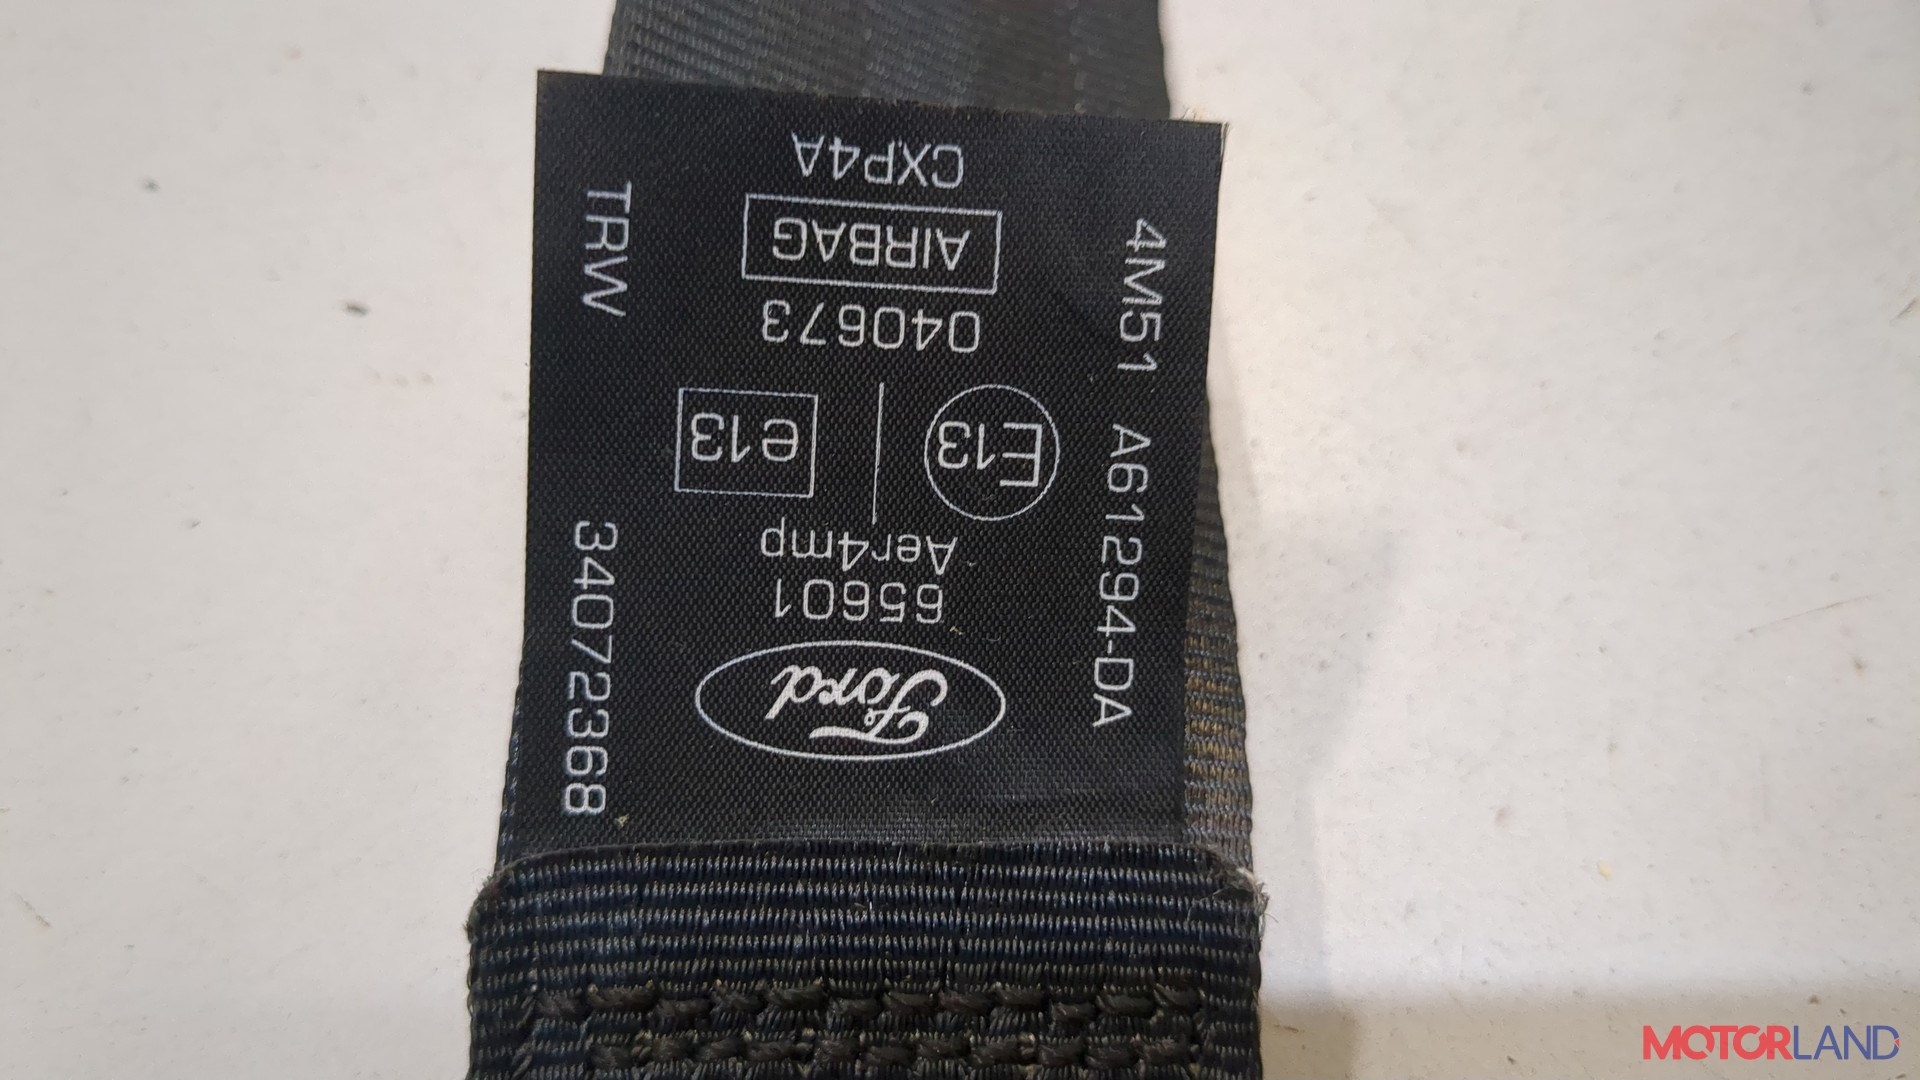 Ford
65601
Aer4mp
E13 e13
040673
AIRBAG
CXP4A
4M51 A61294-DA
TRW 34072368
MOTORLAND